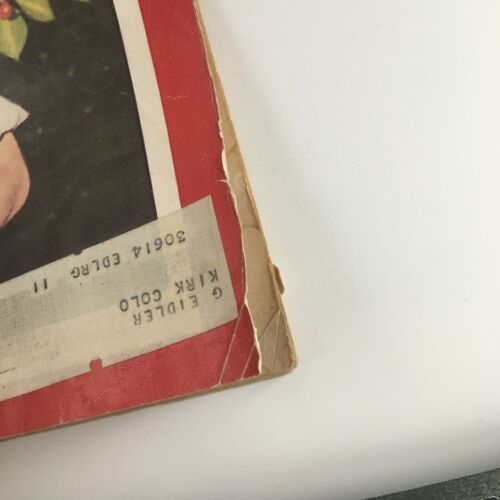 G EIDLER
KIRK COLO
30614 EDLRG 11